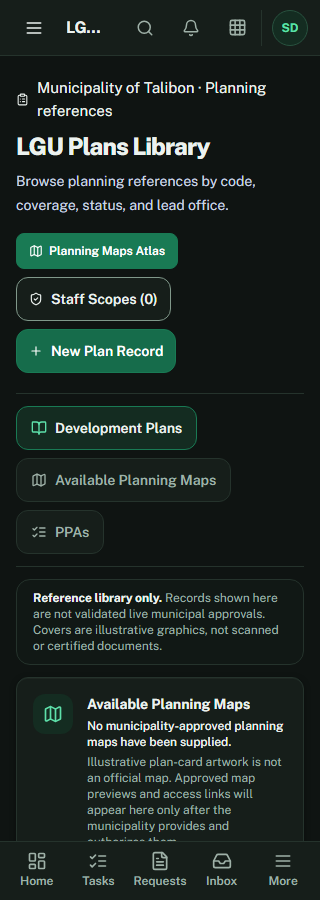 LG...
SD
Municipality of Talibon · Planning
references
LGU Plans Library
Browse planning references by code,
coverage, status, and lead office.
Planning Maps Atlas
Staff Scopes (0)
New Plan Record
Development Plans
Available Planning Maps
PPAs
Reference library only. Records shown here
are not validated live municipal approvals.
Covers are illustrative graphics, not scanned
or certified documents.
Available Planning Maps
No municipality-approved planning
maps have been supplied.
Illustrative plan-card artwork is not
an official map. Approved map
previews and access links will
appear here only after the
municipality provides and
Home
Tasks
Requests
Inbox
More